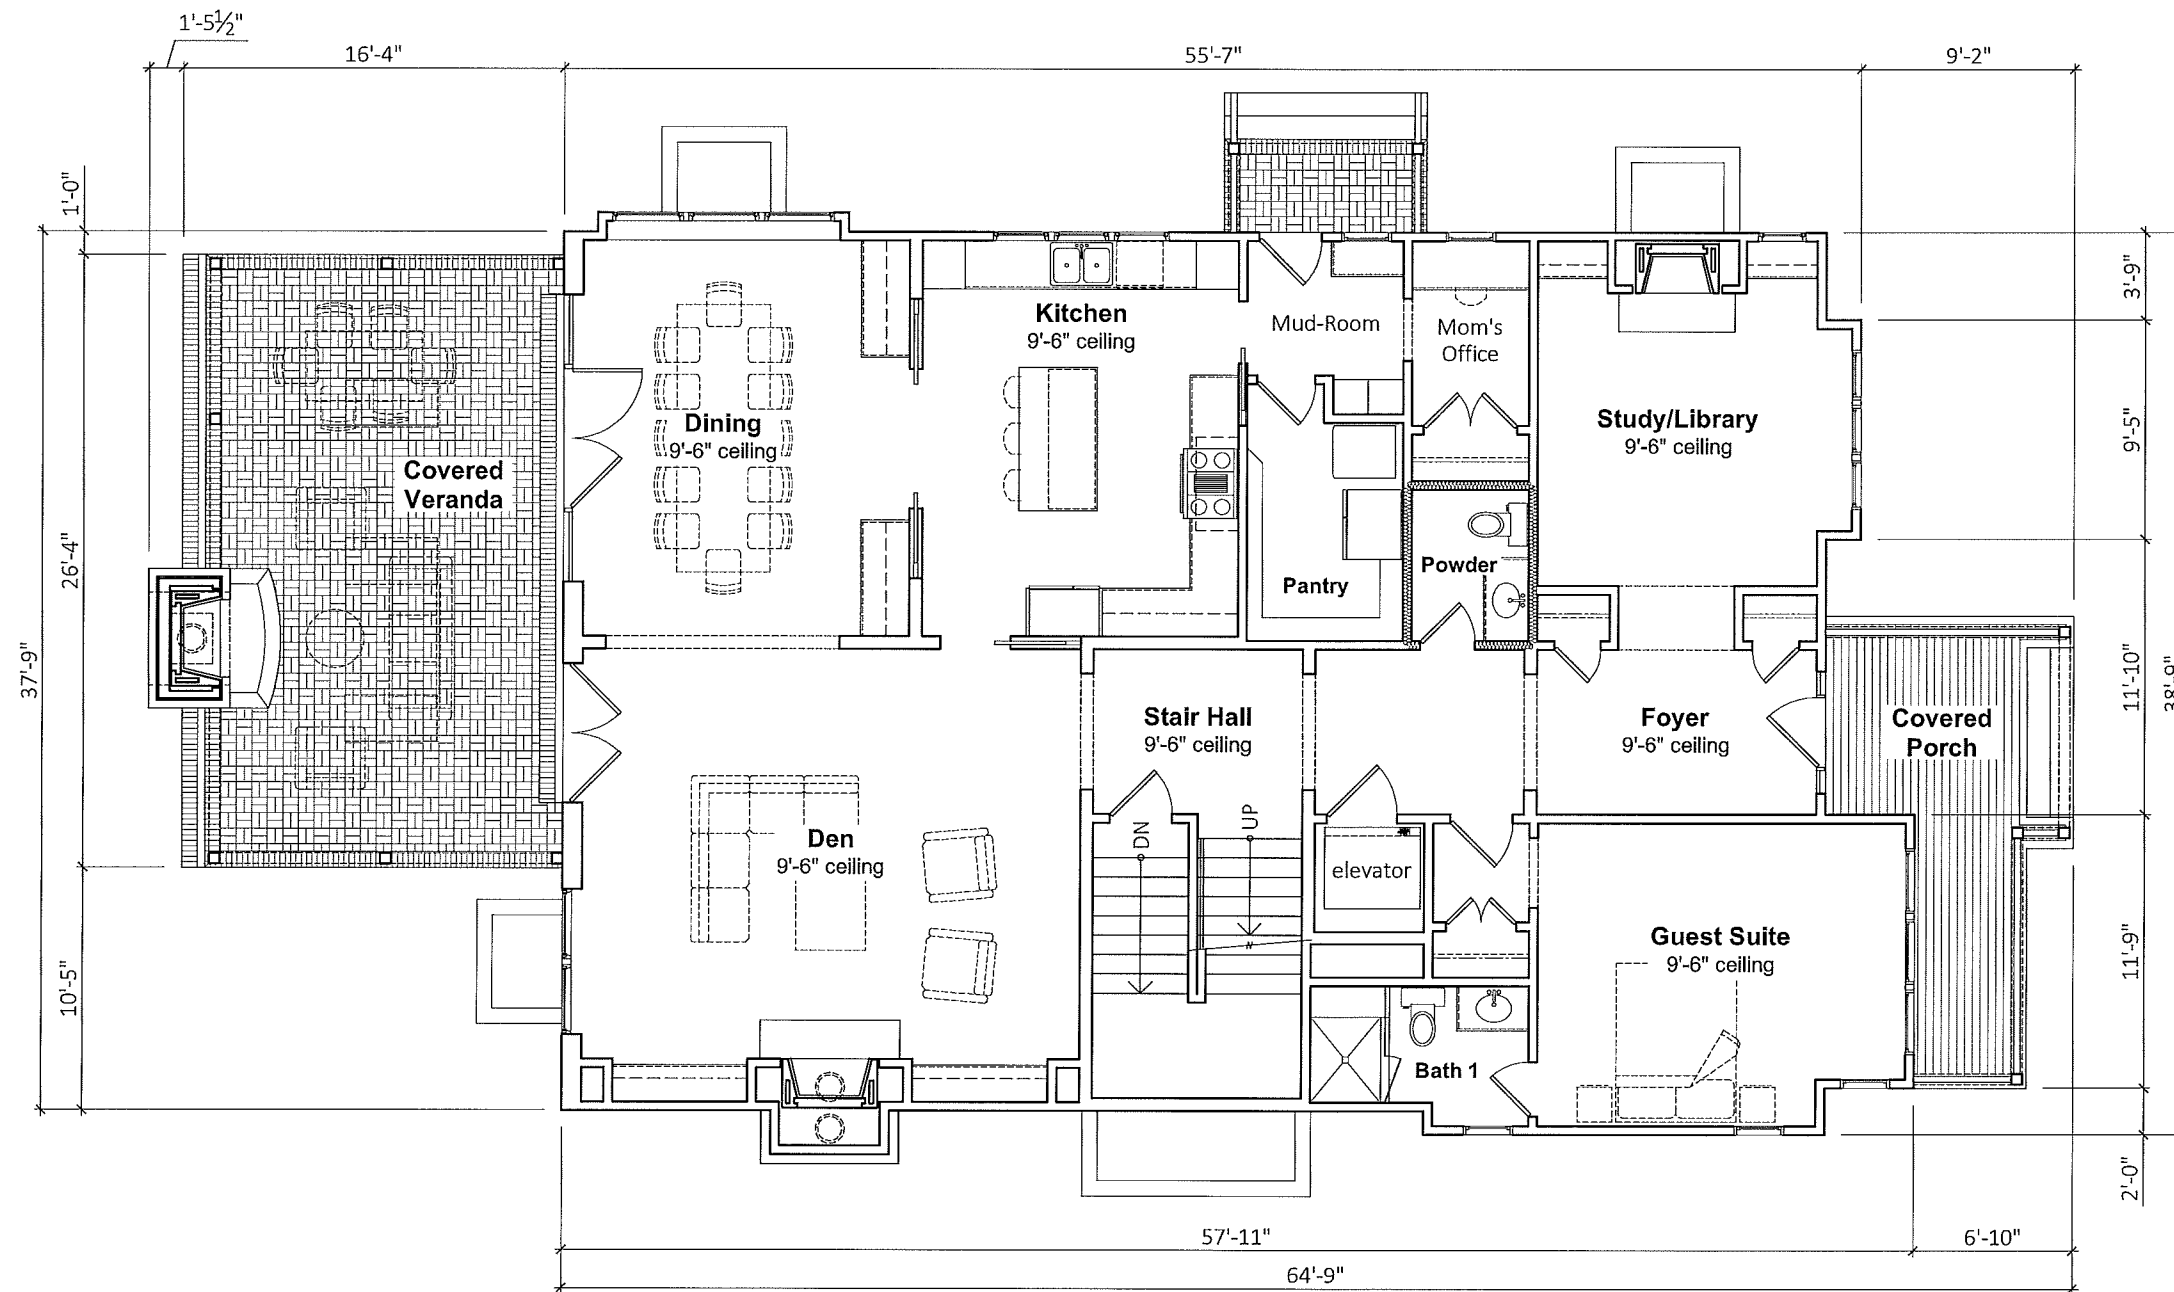 1'-5½"
16'-4"
55'-7"
9'-2"
1'-0"
26'-4"
37'-9"
10'-5"
3'-9"
9'-5"
11'-10"
38'-9"
11'-9"
2'-0"
Kitchen
9'-6" ceiling
Mud-Room
Mom's
Office
Dining
9'-6" ceiling
Study/Library
9'-6" ceiling
Covered
Veranda
Powder
Pantry
Stair Hall
9'-6" ceiling
Foyer
9'-6" ceiling
Covered
Porch
DN
UP
Den
9'-6" ceiling
elevator
Guest Suite
9'-6" ceiling
Bath 1
57'-11"
6'-10"
64'-9"